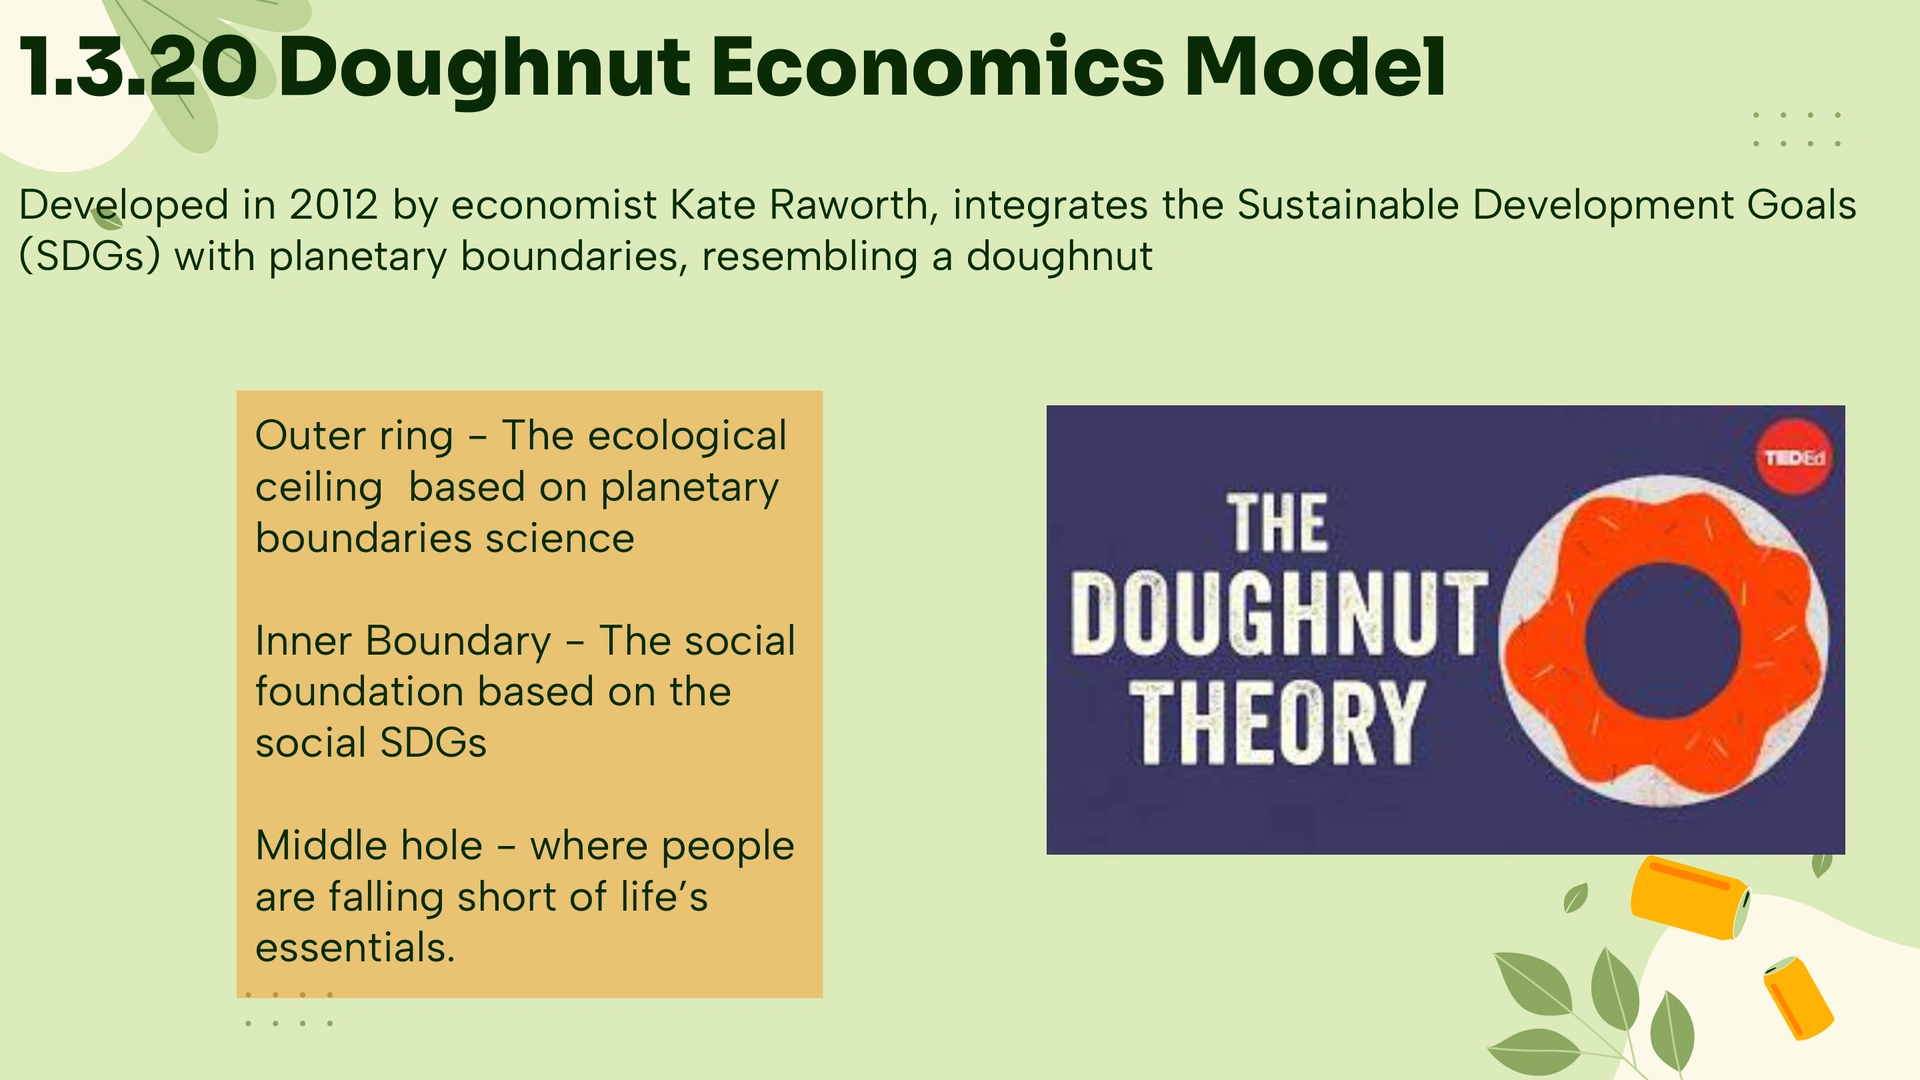 1.3.20 Doughnut Economics Model
Developed in 2012 by economist Kate Raworth, integrates the Sustainable Development Goals
(SDGs) with planetary boundaries, resembling a doughnut
Outer ring – The ecological
ceiling  based on planetary
boundaries science
Inner Boundary – The social
foundation based on the
social SDGs
Middle hole – where people
are falling short of life’s
essentials.
TEDEd
THE
DOUGHNUT
THEORY